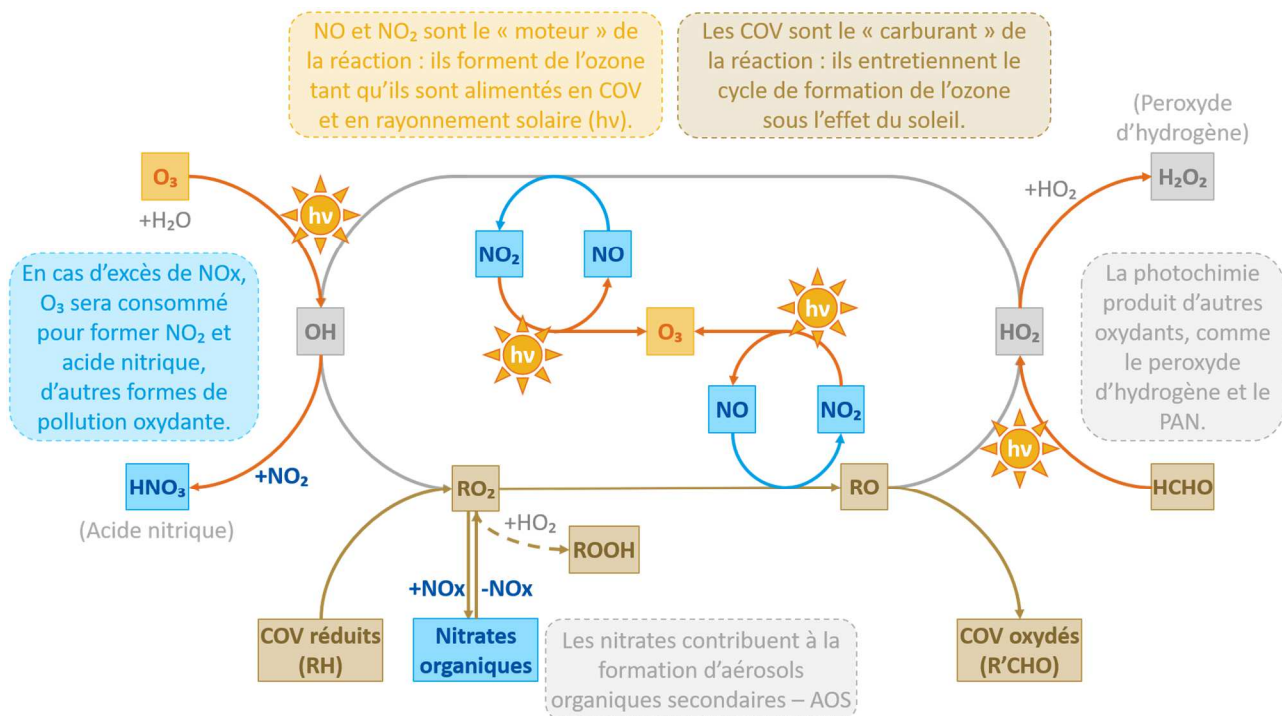 NO et NO₂ sont le « moteur » de
la réaction : ils forment de l'ozone
tant qu'ils sont alimentés en COV
et en rayonnement solaire (hν).
Les COV sont le « carburant » de
la réaction : ils entretiennent le
cycle de formation de l'ozone
sous l'effet du soleil.
(Peroxyde
d'hydrogène)
O₃
+H₂O
hν
+HO₂
H₂O₂
NO₂
NO
En cas d'excès de NOx,
O₃ sera consommé
pour former NO₂ et
acide nitrique,
d'autres formes de
pollution oxydante.
OH
hν
O₃
hν
HO₂
La photochimie
produit d'autres
oxydants, comme
le peroxyde
d'hydrogène et le
PAN.
NO
NO₂
hν
HNO₃
+NO₂
(Acide nitrique)
RO₂
RO
HCHO
+HO₂
ROOH
+NOx
-NOx
COV réduits
(RH)
Nitrates
organiques
Les nitrates contribuent à la
formation d'aérosols
organiques secondaires – AOS
COV oxydés
(R'CHO)